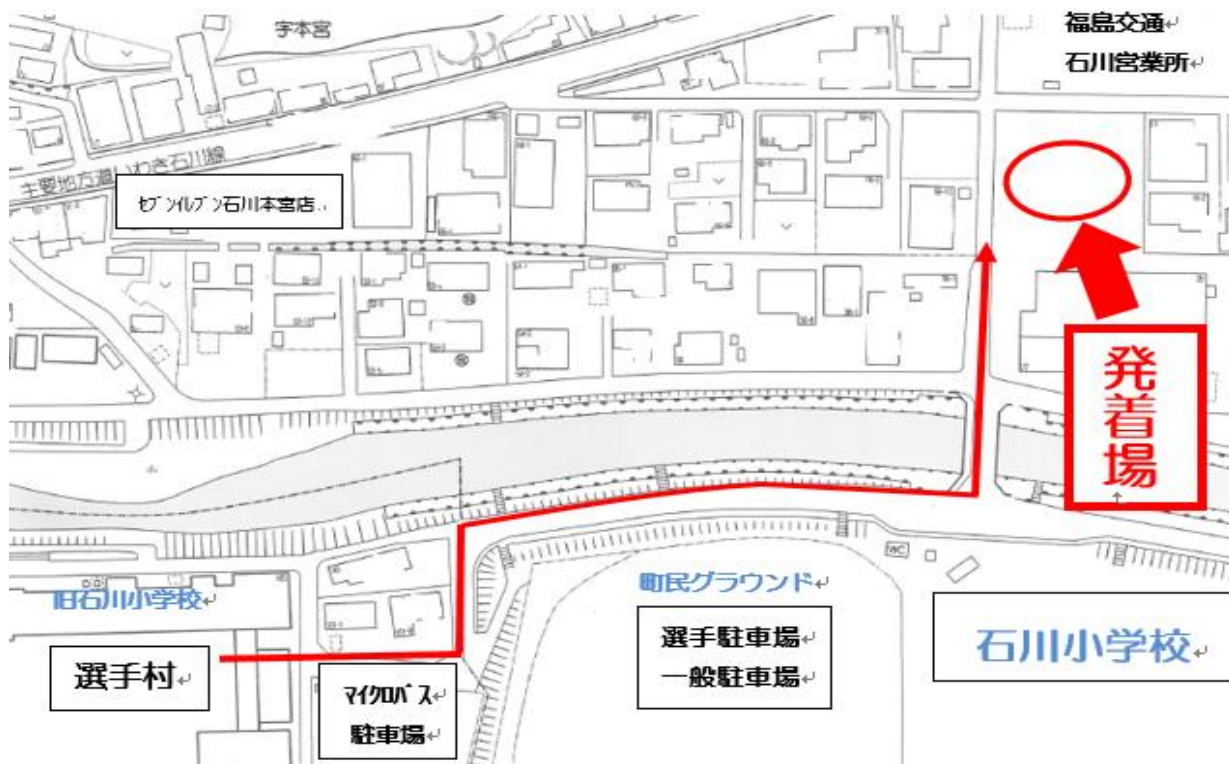 字本宮
福島交通
石川営業所
主要地方道いわき石川線
ｾﾌﾞﾝｲﾚﾌﾞﾝ石川本宮店
発着場
旧石川小学校
町民グラウンド
WC
選手村
ﾏｲｸﾛﾊﾞｽ
駐車場
選手駐車場
一般駐車場
石川小学校